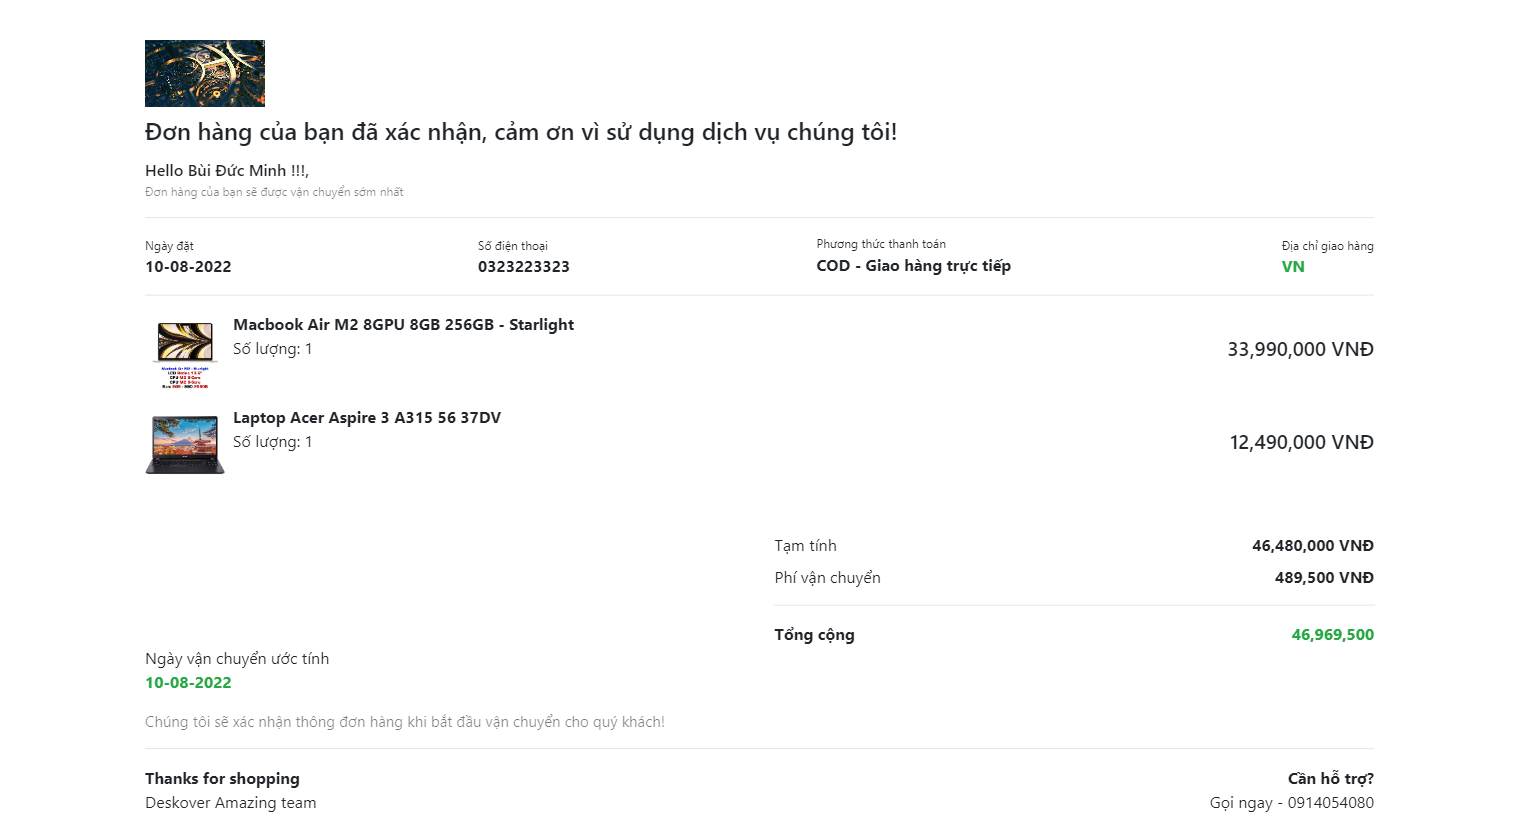 Đơn hàng của bạn đã xác nhận, cảm ơn vì sử dụng dịch vụ chúng tôi!
Hello Bùi Đức Minh !!!,
Đơn hàng của bạn sẽ được vận chuyển sớm nhất
Ngày đặt
10-08-2022
Số điện thoại
0323223323
Phương thức thanh toán
COD - Giao hàng trực tiếp
Địa chỉ giao hàng
VN
Macbook Air M2 8GPU 8GB 256GB - Starlight
Số lượng: 1
33,990,000 VNĐ
Laptop Acer Aspire 3 A315 56 37DV
Số lượng: 1
12,490,000 VNĐ
Tạm tính 46,480,000 VNĐ
Phí vận chuyển 489,500 VNĐ
Tổng cộng 46,969,500
Ngày vận chuyển ước tính
10-08-2022
Chúng tôi sẽ xác nhận thông đơn hàng khi bắt đầu vận chuyển cho quý khách!
Thanks for shopping
Deskover Amazing team
Cần hỗ trợ?
Gọi ngay - 0914054080